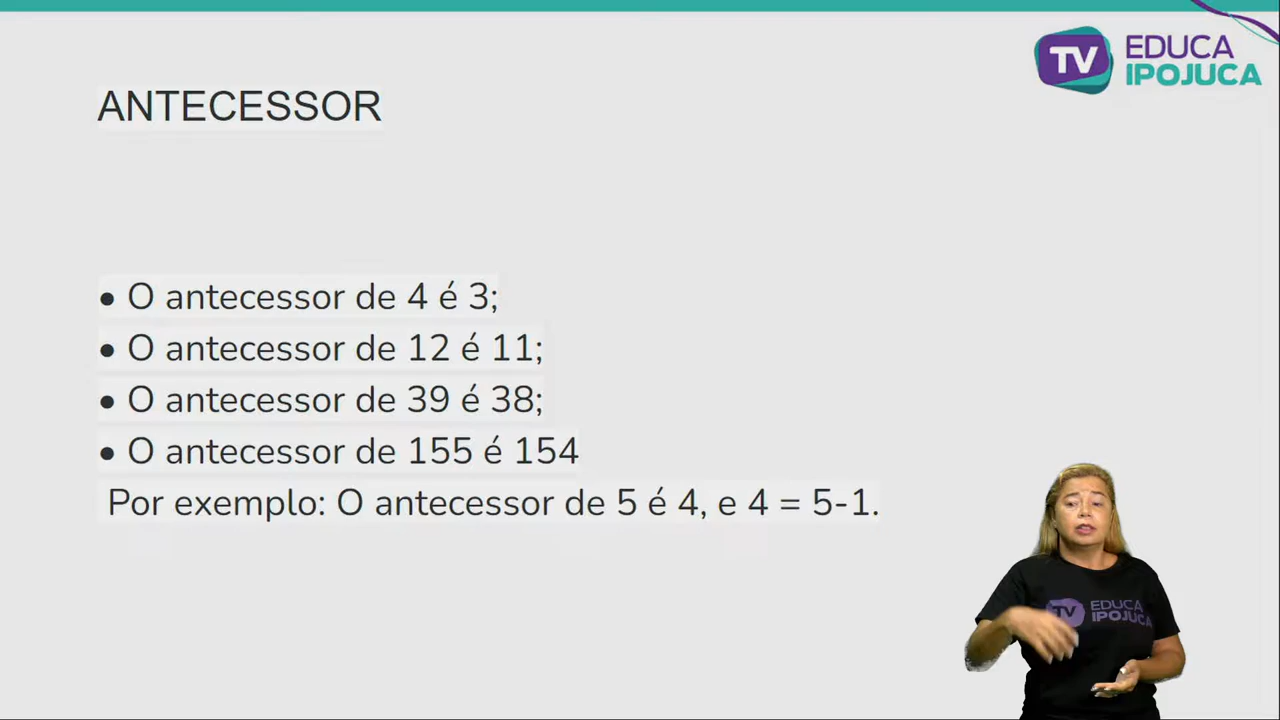 TV EDUCA
IPOJUCA
ANTECESSOR
• O antecessor de 4 é 3;
• O antecessor de 12 é 11;
• O antecessor de 39 é 38;
• O antecessor de 155 é 154
Por exemplo: O antecessor de 5 é 4, e 4 = 5-1.
TV EDUCA
IPOJUCA